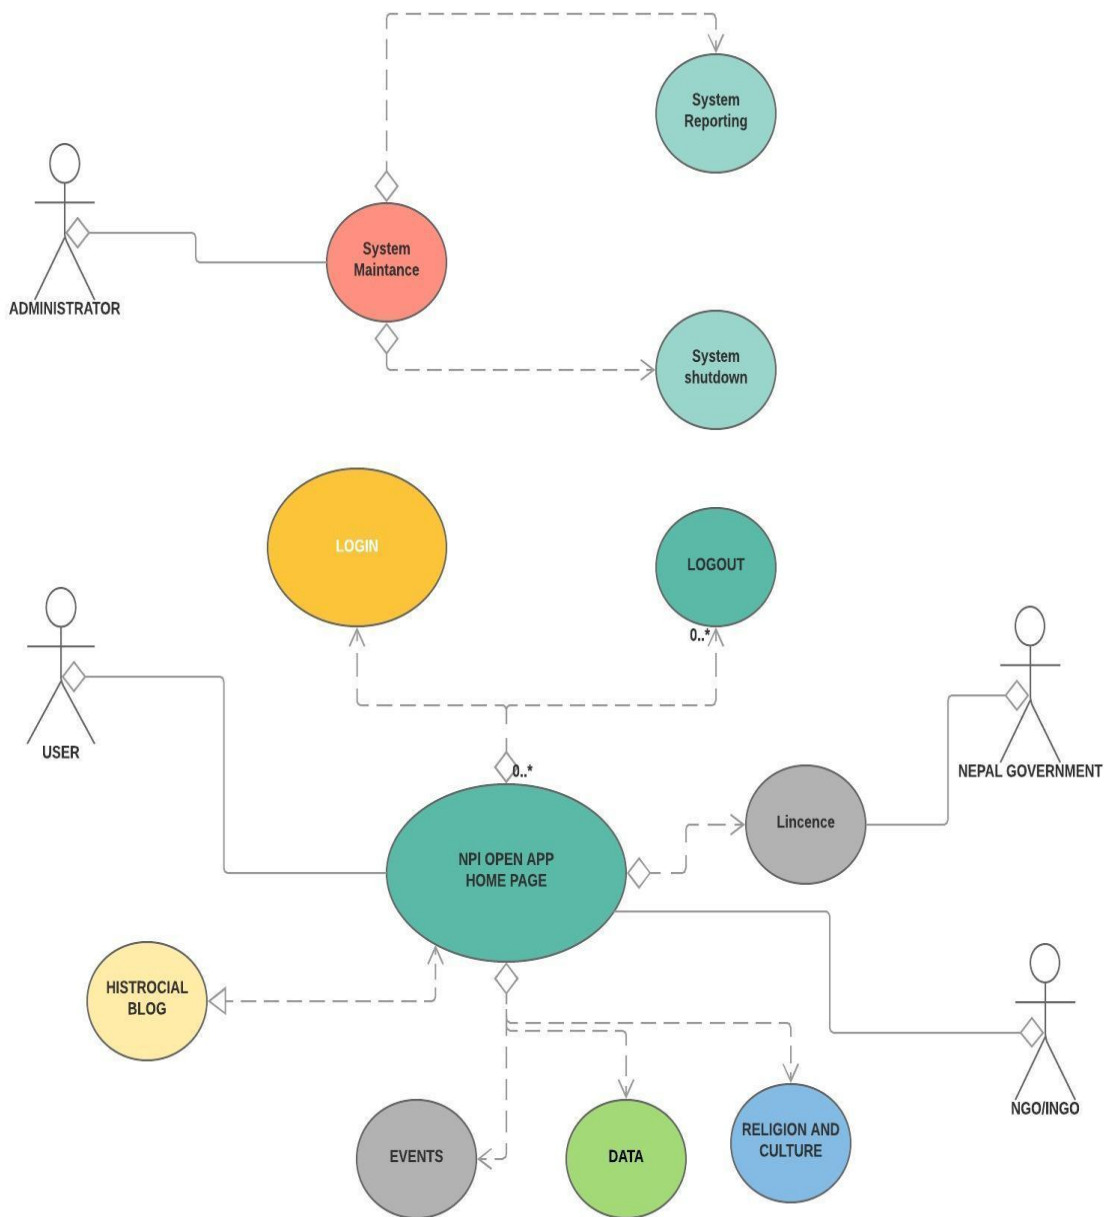 System
Reporting
System
Maintance
ADMINISTRATOR
System
shutdown
LOGIN
LOGOUT
0..*
USER
0..*
NEPAL GOVERNMENT
Lincence
NPI OPEN APP
HOME PAGE
HISTROCIAL
BLOG
NGO/INGO
EVENTS
DATA
RELIGION AND
CULTURE